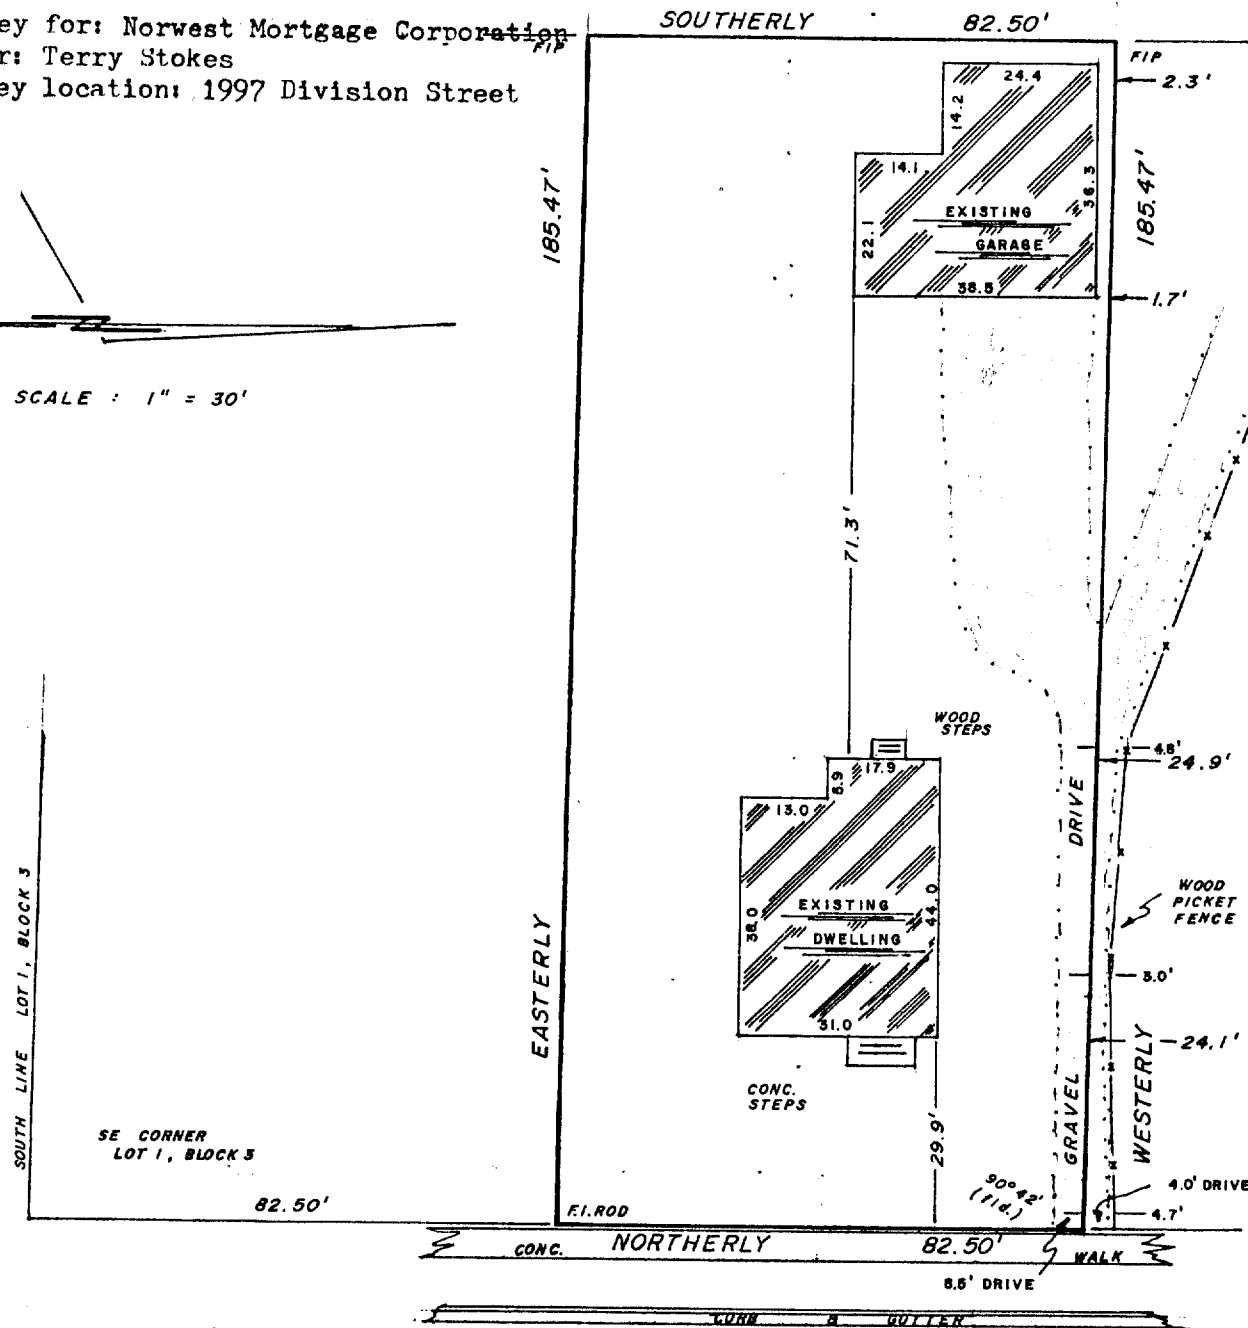 ey for: Norwest Mortgage Corporation
r: Terry Stokes
ey location: 1997 Division Street
SOUTHERLY 82.50'
FIP
FIP
2.3'
24.4
14.2
14.1
36.3
185.47'
185.47'
EXISTING
GARAGE
22.1
38.5
1.7'
SCALE : 1" = 30'
71.3'
WOOD
STEPS
4.8'
24.9'
17.9
5.9
13.0
DRIVE
WOOD
PICKET
FENCE
EXISTING
DWELLING
38.0
44.0
31.0
3.0'
24.1'
EASTERLY
WESTERLY
GRAVEL
SOUTH LINE LOT 1, BLOCK 3
CONC.
STEPS
SE CORNER
LOT 1, BLOCK 3
29.9'
90°42'
(fld.)
4.0' DRIVE
4.7'
82.50'
F.I.ROD
CONC.
NORTHERLY 82.50'
WALK
8.5' DRIVE
CURB & GUTTER